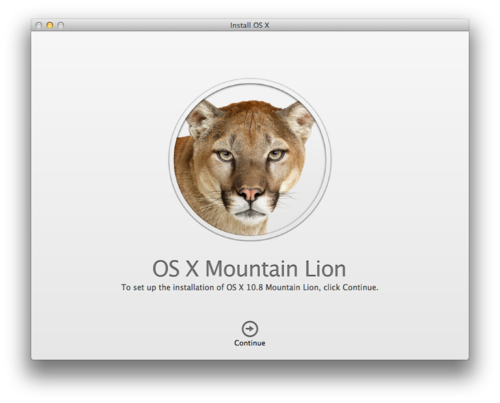 Install OS X
OS X Mountain Lion
To set up the installation of OS X 10.8 Mountain Lion, click Continue.
Continue